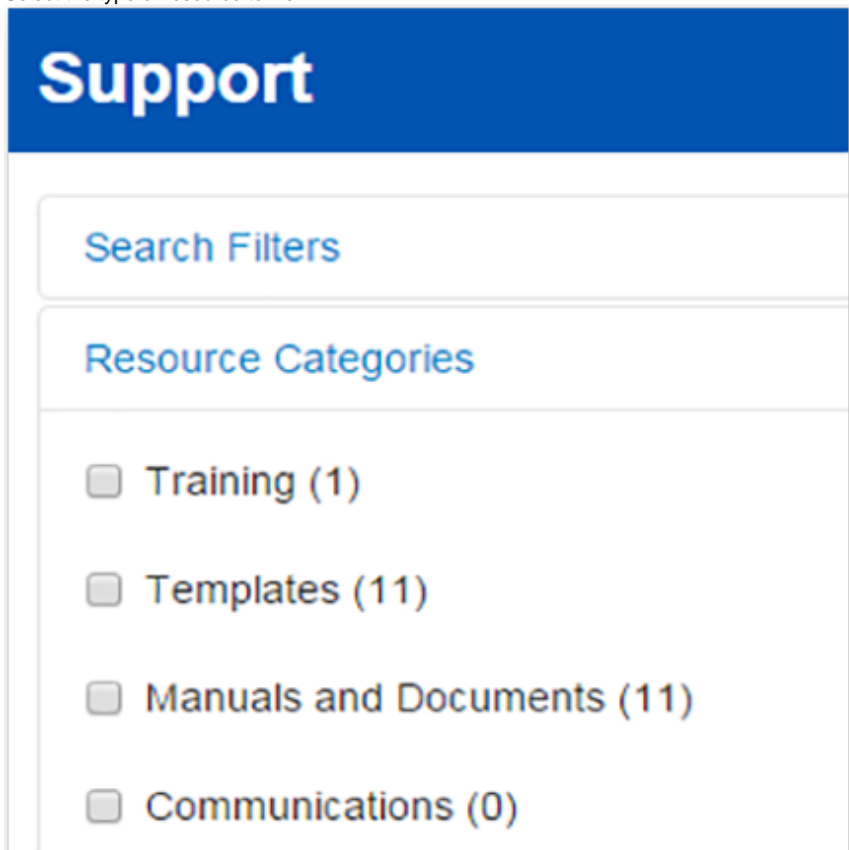 Support
Search Filters
Resource Categories
Training (1)
Templates (11)
Manuals and Documents (11)
Communications (0)